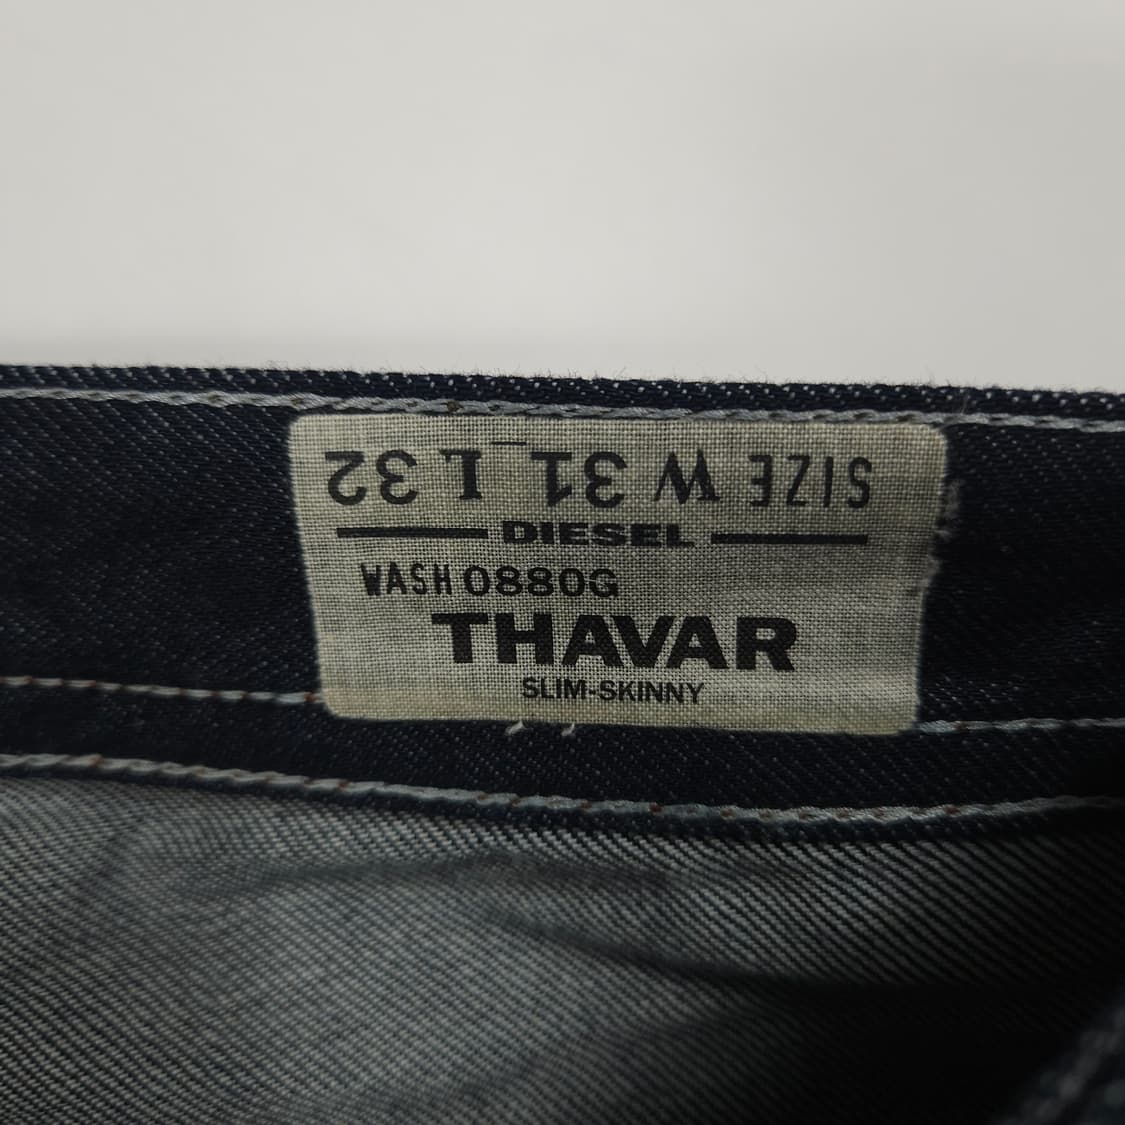 SIZE W 31 L 32
DIESEL
WASH 0880G
THAVAR
SLIM-SKINNY